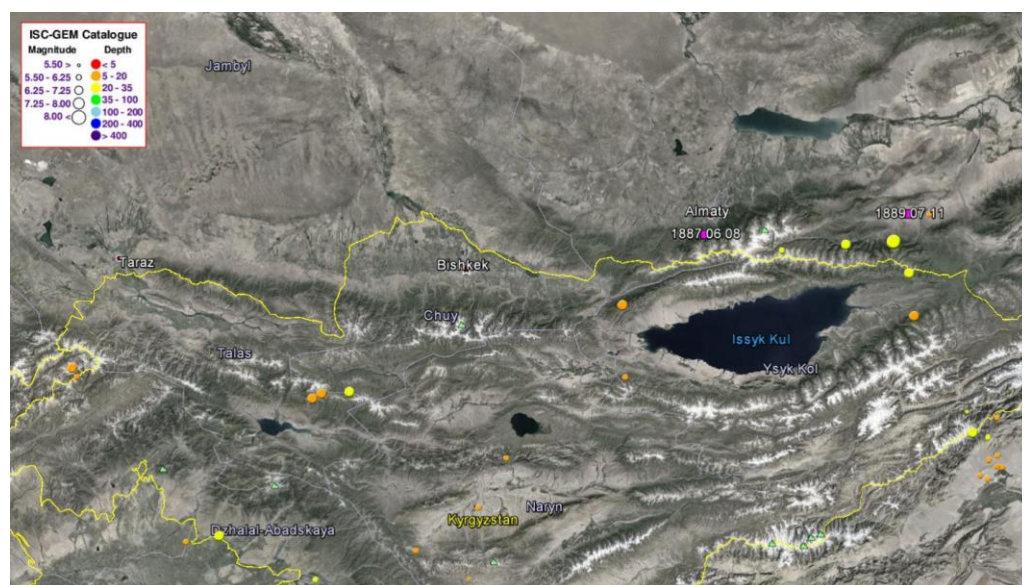 ISC-GEM Catalogue
Magnitude Depth
5.50 > < 5
5.50 - 6.25 5 - 20
6.25 - 7.25 20 - 35
7.25 - 8.00 35 - 100
8.00 < 100 - 200
200 - 400
> 400
Jambyl
Almaty
1889 07 11
1887 06 08
Taraz
Bishkek
Chuy
Issyk Kul
Talas
Ysyk Kol
Naryn
Kyrgyzstan
Dzhalal-Abadskaya